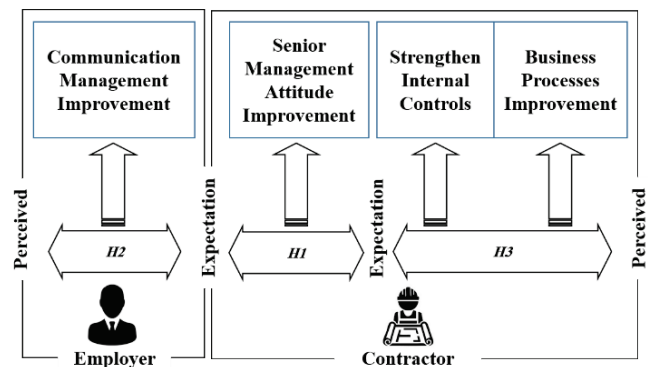 Communication
Management
Improvement
Senior
Management
Attitude
Improvement
Strengthen
Internal
Controls
Business
Processes
Improvement
Perceived
H2
Expectation
H1
Expectation
H3
Perceived
Employer
Contractor